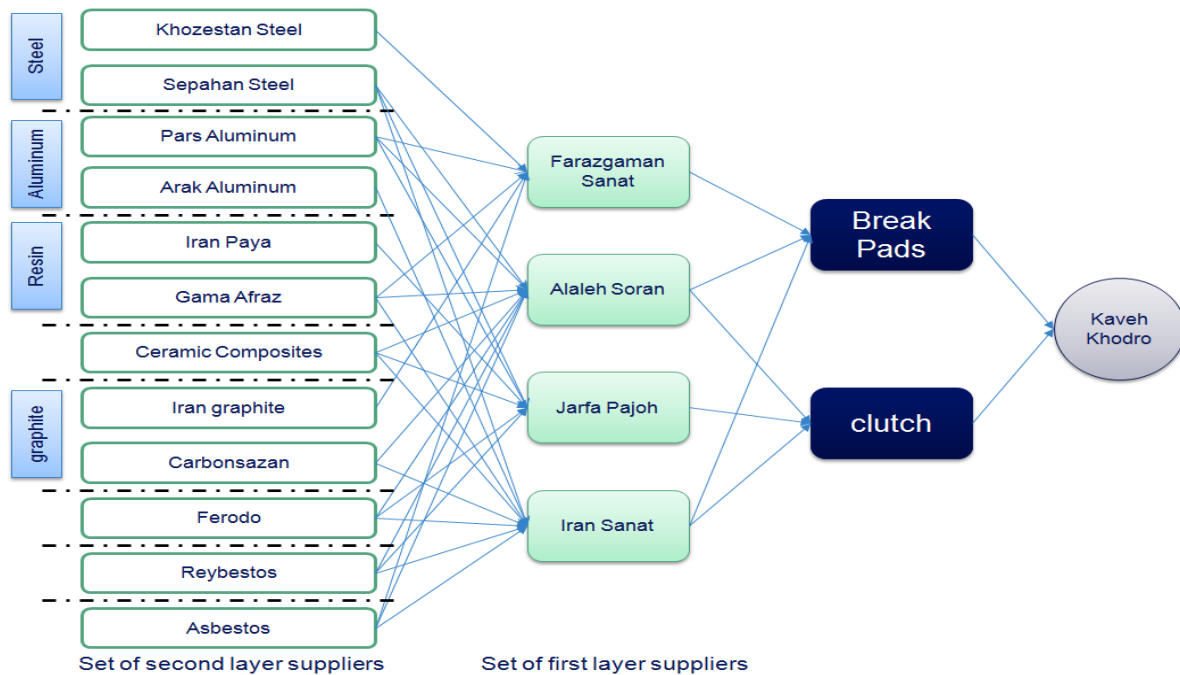 Steel
Khozestan Steel
Sepahan Steel
Aluminum
Pars Aluminum
Arak Aluminum
Resin
Iran Paya
Gama Afraz
Ceramic Composites
graphite
Iran graphite
Carbonsazan
Ferodo
Reybestos
Asbestos
Set of second layer suppliers
Farazgaman
Sanat
Alaleh Soran
Jarfa Pajoh
Iran Sanat
Set of first layer suppliers
Break
Pads
clutch
Kaveh
Khodro